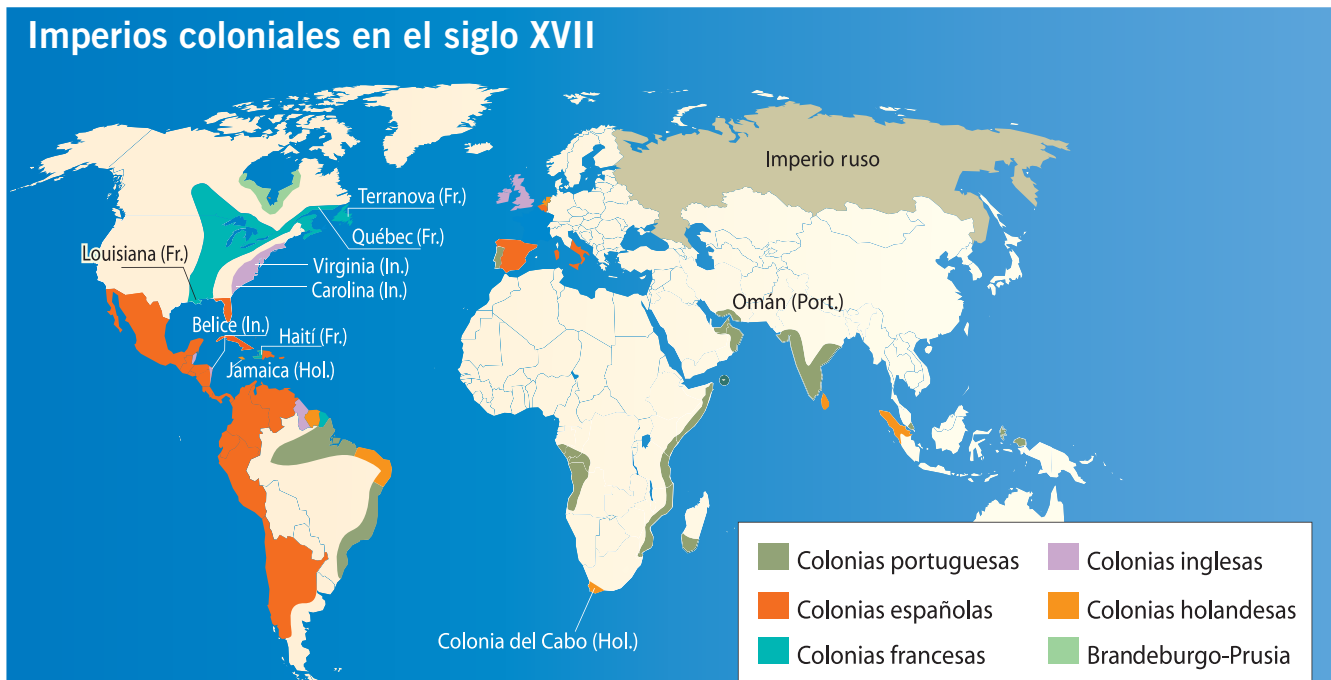 Imperios coloniales en el siglo XVII
Imperio ruso
Terranova (Fr.)
Québec (Fr.)
Louisiana (Fr.)
Virginia (In.)
Carolina (In.)
Omán (Port.)
Belice (In.)
Haití (Fr.)
Jamaica (Hol.)
Colonia del Cabo (Hol.)
Colonias portuguesas
Colonias españolas
Colonias francesas
Colonias inglesas
Colonias holandesas
Brandeburgo-Prusia